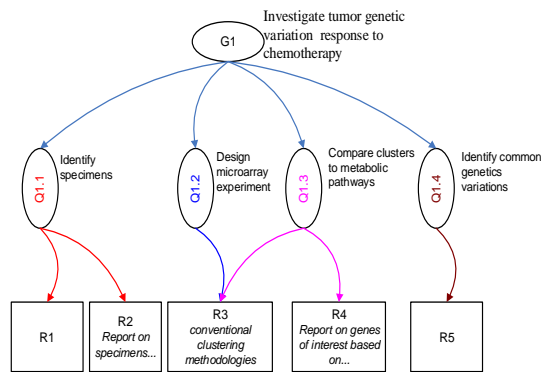 G1
Investigate tumor genetic
variation response to
chemotherapy
Q1.1
Identify
specimens
Q1.2
Design
microarray
experiment
Q1.3
Compare clusters
to metabolic
pathways
Q1.4
Identify common
genetics
variations
R1
R2
Report on
specimens...
R3
conventional
clustering
methodologies
R4
Report on genes
of interest based
on...
R5